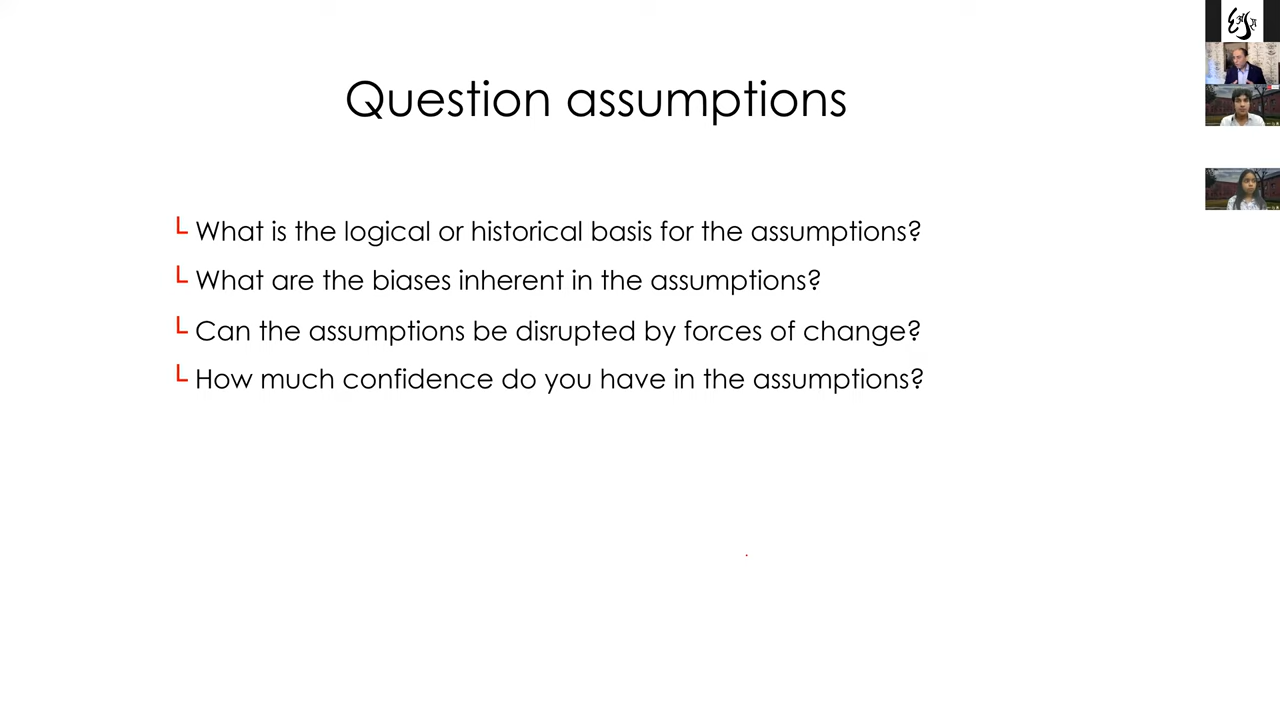 Question assumptions
What is the logical or historical basis for the assumptions?
What are the biases inherent in the assumptions?
Can the assumptions be disrupted by forces of change?
How much confidence do you have in the assumptions?